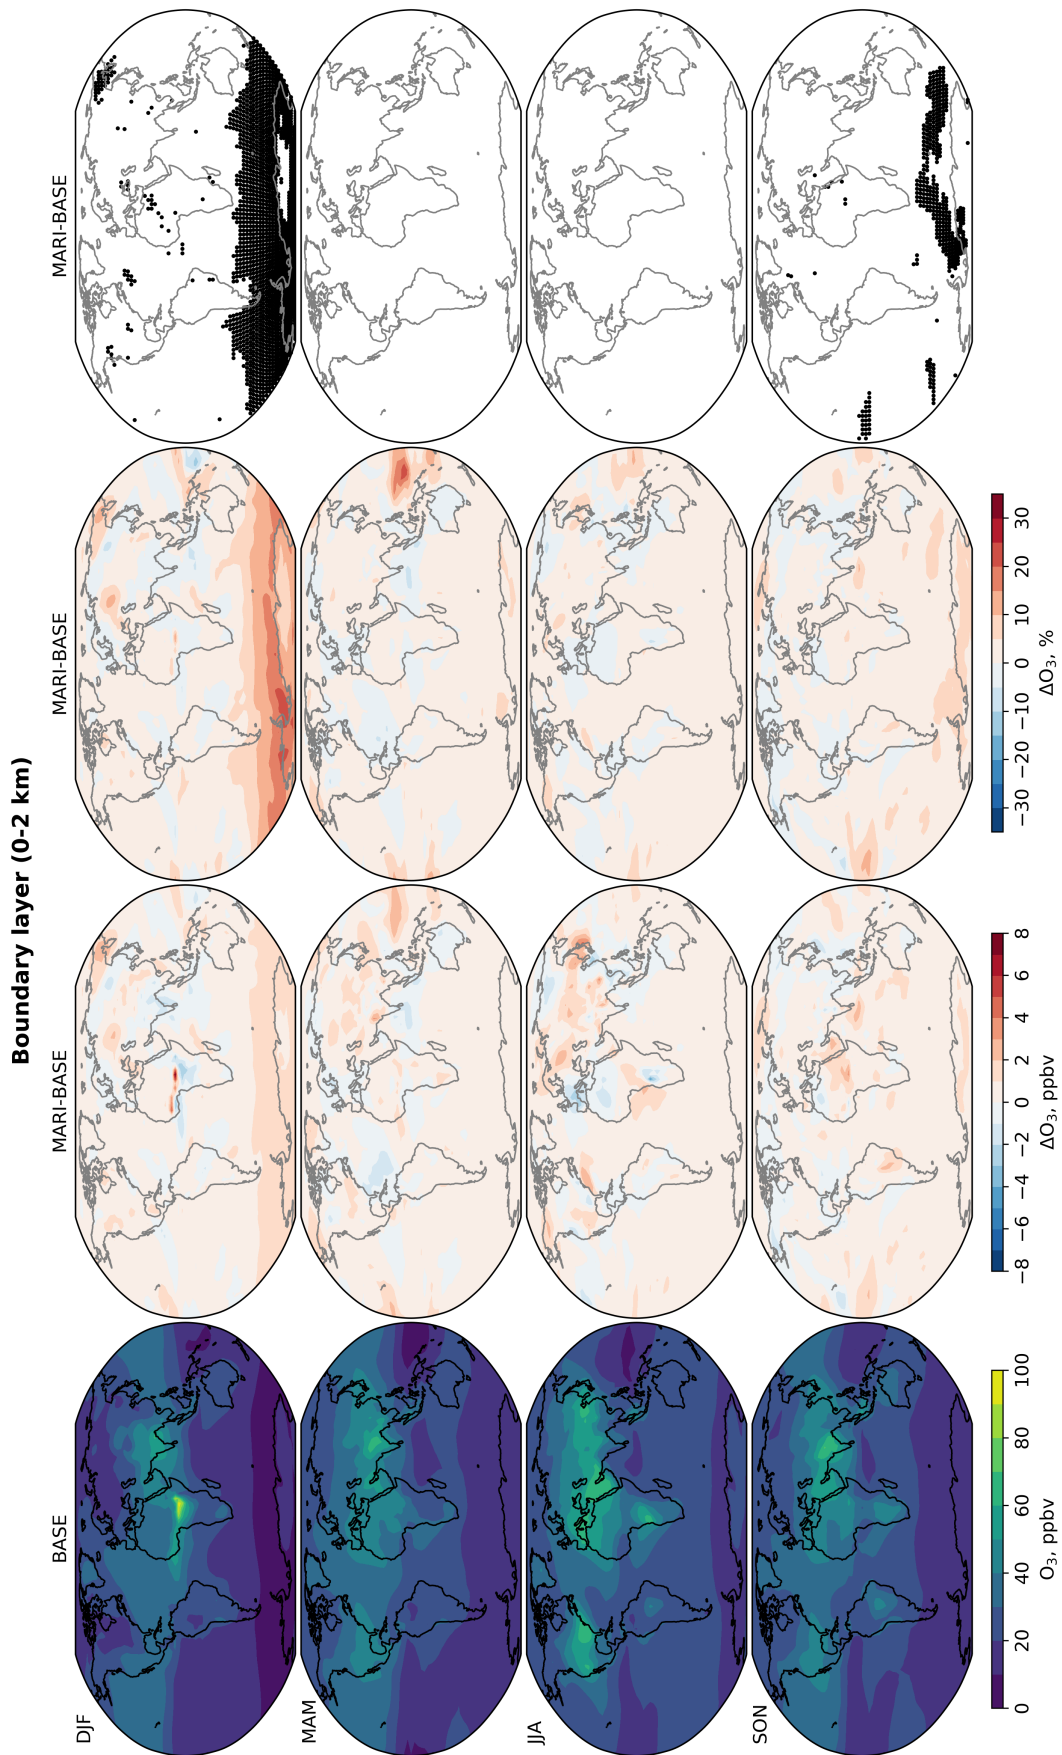 Boundary layer (0-2 km)
BASE
MARI-BASE
MARI-BASE
MARI-BASE
DJF
MAM
JJA
SON
0 20 40 60 80 100
O₃, ppbv
−8 −6 −4 −2 0 2 4 6 8
ΔO₃, ppbv
−30 −20 −10 0 10 20 30
ΔO₃, %